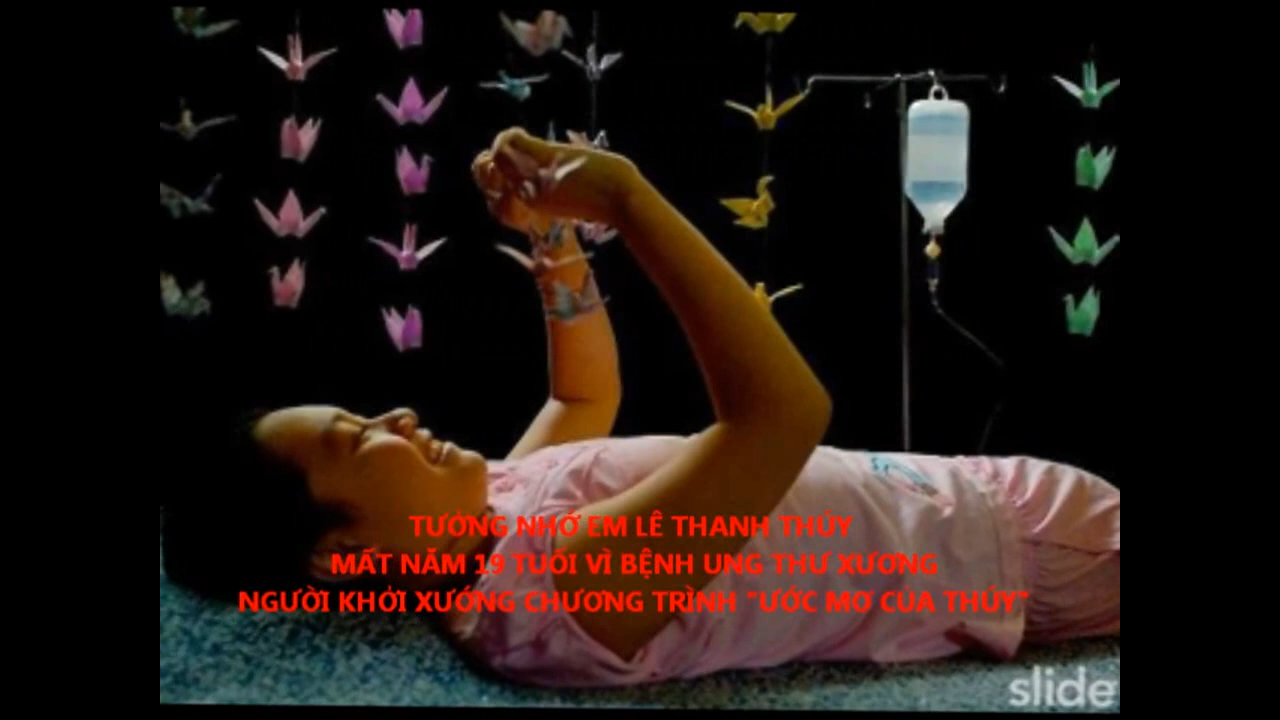 TƯỞNG NHỚ EM LÊ THANH THÚY
MẤT NĂM 19 TUỔI VÌ BỆNH UNG THƯ XƯƠNG
NGƯỜI KHỞI XƯỚNG CHƯƠNG TRÌNH "ƯỚC MƠ CỦA THÚY"
slide